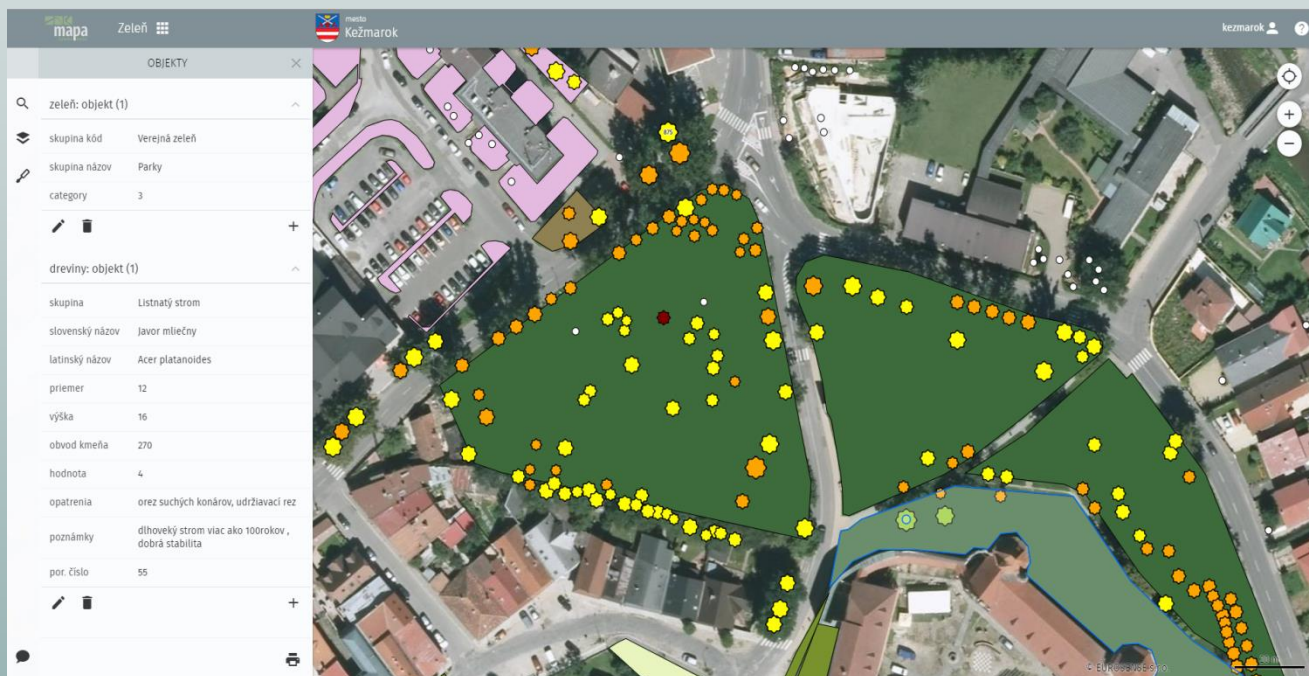 mapa
Zeleň
mesto
Kežmarok
kezmarok
?
OBJEKTY
zeleň: objekt (1)
skupina kód Verejná zeleň
skupina názov Parky
category 3
dreviny: objekt (1)
skupina Listnatý strom
slovenský názov Javor mliečny
latinský názov Acer platanoides
priemer 12
výška 16
obvod kmeňa 270
hodnota 4
opatrenia orez suchých konárov, udržiavací rez
poznámky dlhoveký strom viac ako 100rokov ,
dobrá stabilita
por. číslo 55
875
© EUROSENSE s.r.o.